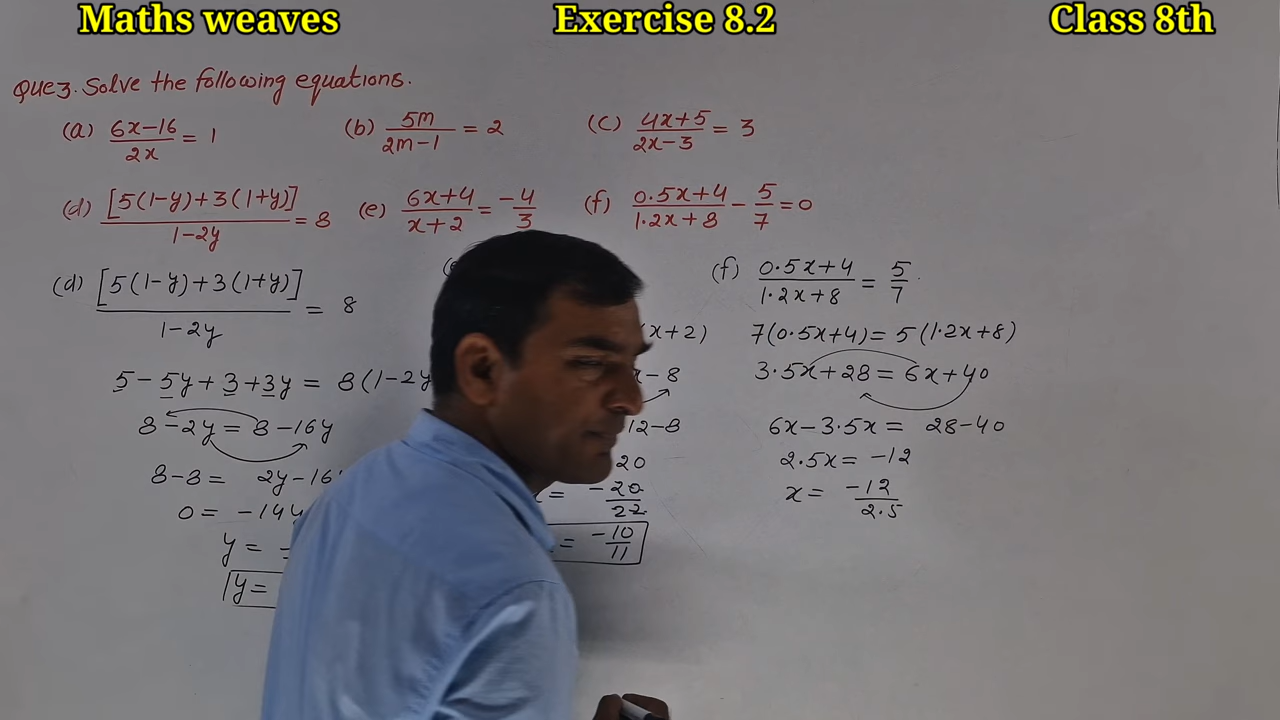 Maths weaves Exercise 8.2 Class 8th
Que3. Solve the following equations.
(a) (6x-16)/(2x) = 1 (b) (5m)/(2m-1) = 2 (c) (4x+5)/(2x-3) = 3
(d) [5(1-y)+3(1+y)]/(1-2y) = 8 (e) (6x+4)/(x+2) = -4/3 (f) (0.5x+4)/(1.2x+8) - 5/7 = 0
(d) [5(1-y)+3(1+y)]/(1-2y) = 8
5-5y+3+3y = 8(1-2y
8-2y = 8-16y
8-8 = 2y-16
0 = -14y
y =
y =
x+2)
-8
12-8
20
= -20/22
= -10/11
(f) (0.5x+4)/(1.2x+8) = 5/7
7(0.5x+4) = 5(1.2x+8)
3.5x+28 = 6x+40
6x-3.5x = 28-40
2.5x = -12
x = -12/2.5